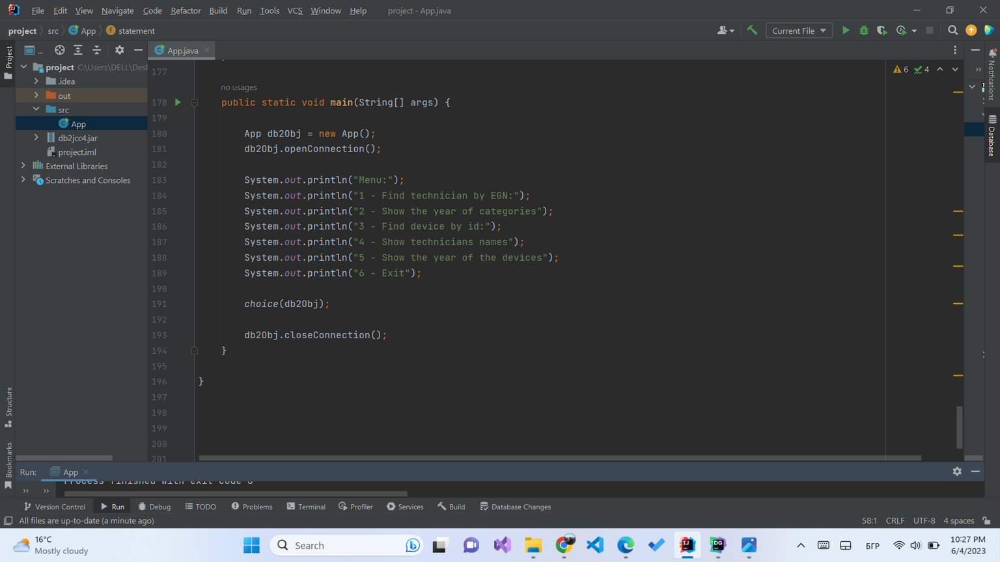 File Edit View Navigate Code Refactor Build Run Tools VCS Window Help project - App.java
project src App statement
Current File
Project
...
App.java
project C:\Users\DELL\Des
.idea
out
src
App
db2jcc4.jar
project.iml
External Libraries
Scratches and Consoles
Structure
Bookmarks
6 4
Notifications
Database
177
no usages
178 public static void main(String[] args) {
179
180 App db2Obj = new App();
181 db2Obj.openConnection();
182
183 System.out.println("Menu:");
184 System.out.println("1 - Find technician by EGN:");
185 System.out.println("2 - Show the year of categories");
186 System.out.println("3 - Find device by id:");
187 System.out.println("4 - Show technicians names");
188 System.out.println("5 - Show the year of the devices");
189 System.out.println("6 - Exit");
190
191 choice(db2Obj);
192
193 db2Obj.closeConnection();
194 }
195
196 }
197
198
199
200
201
Run: App
Process finished with exit code 0
Version Control Run Debug TODO Problems Terminal Profiler Services Build Database Changes
All files are up-to-date (a minute ago) 58:1 CRLF UTF-8 4 spaces
16°C
Mostly cloudy
Search
БГР
10:27 PM
6/4/2023